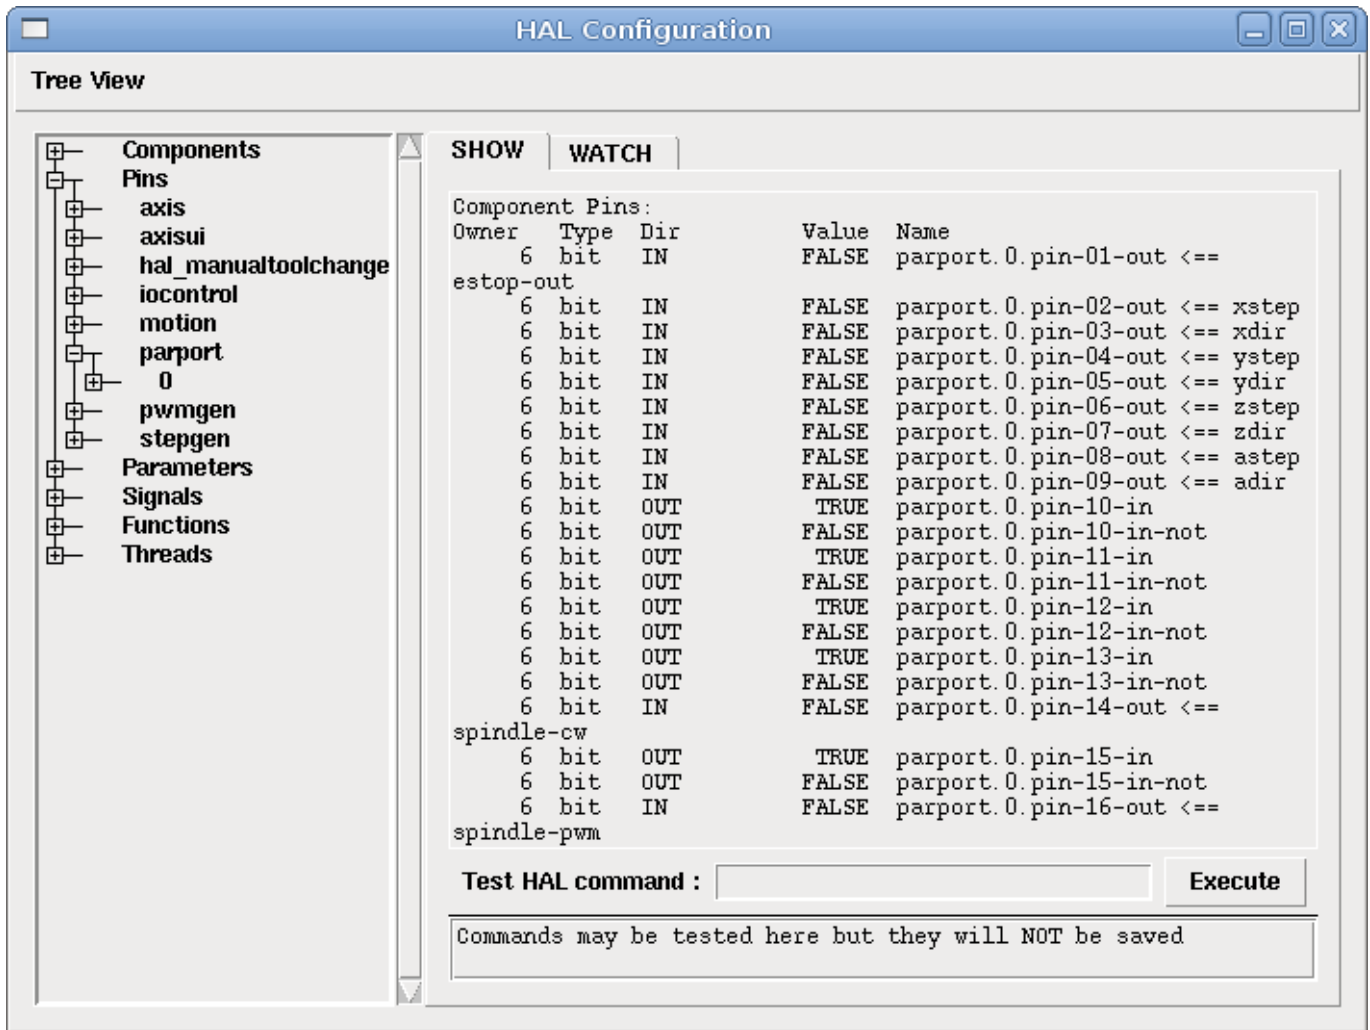 HAL Configuration
Tree View
Components
Pins
axis
axisui
hal_manualtoolchange
iocontrol
motion
parport
0
pwmgen
stepgen
Parameters
Signals
Functions
Threads
SHOW WATCH
Component Pins:
Owner Type Dir Value Name
6 bit IN FALSE parport.0.pin-01-out <==
estop-out
6 bit IN FALSE parport.0.pin-02-out <== xstep
6 bit IN FALSE parport.0.pin-03-out <== xdir
6 bit IN FALSE parport.0.pin-04-out <== ystep
6 bit IN FALSE parport.0.pin-05-out <== ydir
6 bit IN FALSE parport.0.pin-06-out <== zstep
6 bit IN FALSE parport.0.pin-07-out <== zdir
6 bit IN FALSE parport.0.pin-08-out <== astep
6 bit IN FALSE parport.0.pin-09-out <== adir
6 bit OUT TRUE parport.0.pin-10-in
6 bit OUT FALSE parport.0.pin-10-in-not
6 bit OUT TRUE parport.0.pin-11-in
6 bit OUT FALSE parport.0.pin-11-in-not
6 bit OUT TRUE parport.0.pin-12-in
6 bit OUT FALSE parport.0.pin-12-in-not
6 bit OUT TRUE parport.0.pin-13-in
6 bit OUT FALSE parport.0.pin-13-in-not
6 bit IN FALSE parport.0.pin-14-out <==
spindle-cw
6 bit OUT TRUE parport.0.pin-15-in
6 bit OUT FALSE parport.0.pin-15-in-not
6 bit IN FALSE parport.0.pin-16-out <==
spindle-pwm
Test HAL command : Execute
Commands may be tested here but they will NOT be saved